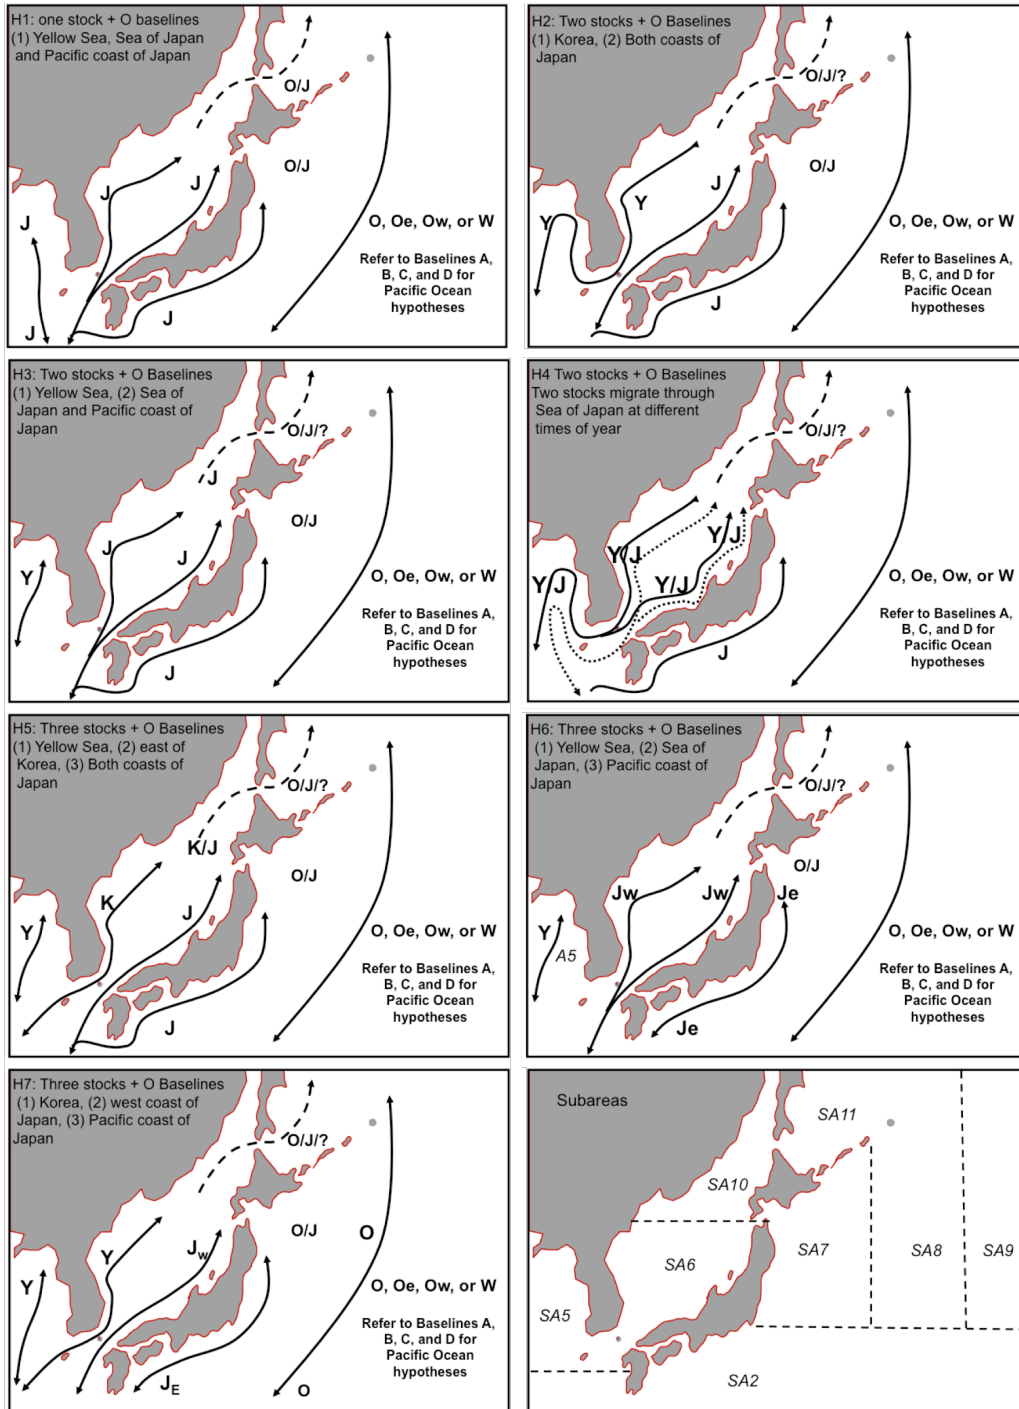 H1: one stock + O baselines
(1) Yellow Sea, Sea of Japan
and Pacific coast of Japan
O/J
O/J
J
J
J
J
J
O, Oe, Ow, or W
Refer to Baselines A,
B, C, and D for
Pacific Ocean
hypotheses
H2: Two stocks + O Baselines
(1) Korea, (2) Both coasts of
Japan
O/J/?
O/J
J
Y
Y
J
O, Oe, Ow, or W
Refer to Baselines A,
B, C, and D for
Pacific Ocean
hypotheses
H3: Two stocks + O Baselines
(1) Yellow Sea, (2) Sea of
Japan and Pacific coast of
Japan
O/J/?
J
O/J
J
J
Y
J
O, Oe, Ow, or W
Refer to Baselines A,
B, C, and D for
Pacific Ocean
hypotheses
H4 Two stocks + O Baselines
Two stocks migrate through
Sea of Japan at different
times of year
O/J/?
Y/J
Y/J
Y/J
Y/J
J
O, Oe, Ow, or W
Refer to Baselines A,
B, C, and D for
Pacific Ocean
hypotheses
H5: Three stocks + O Baselines
(1) Yellow Sea, (2) east of
Korea, (3) Both coasts of
Japan
O/J/?
K/J
O/J
K
J
Y
J
O, Oe, Ow, or W
Refer to Baselines A,
B, C, and D for
Pacific Ocean
hypotheses
H6: Three stocks + O Baselines
(1) Yellow Sea, (2) Sea of
Japan, (3) Pacific coast of
Japan
O/J/?
O/J
Jw
Jw
Je
Y
A5
Je
O, Oe, Ow, or W
Refer to Baselines A,
B, C, and D for
Pacific Ocean
hypotheses
H7: Three stocks + O Baselines
(1) Korea, (2) west coast of
Japan, (3) Pacific coast of
Japan
O/J/?
O/J
O
Y
JW
Y
JE
O
O, Oe, Ow, or W
Refer to Baselines A,
B, C, and D for
Pacific Ocean
hypotheses
Subareas
SA11
SA10
SA7
SA8
SA9
SA6
SA5
SA2